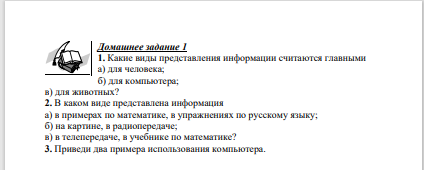 Домашнее задание 1
1. Какие виды представления информации считаются главными
а) для человека;
б) для компьютера;
в) для животных?
2. В каком виде представлена информация
а) в примерах по математике, в упражнениях по русскому языку;
б) на картине, в радиопередаче;
в) в телепередаче, в учебнике по математике?
3. Приведи два примера использования компьютера.